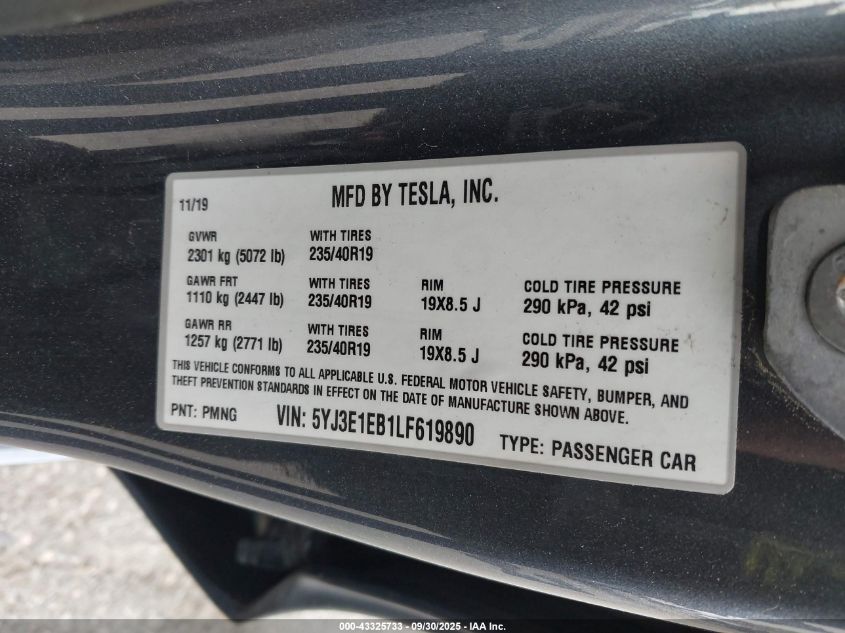 MFD BY TESLA, INC.
11/19
GVWR WITH TIRES
2301 kg (5072 lb) 235/40R19
GAWR FRT WITH TIRES RIM COLD TIRE PRESSURE
1110 kg (2447 lb) 235/40R19 19X8.5 J 290 kPa, 42 psi
GAWR RR WITH TIRES RIM COLD TIRE PRESSURE
1257 kg (2771 lb) 235/40R19 19X8.5 J 290 kPa, 42 psi
THIS VEHICLE CONFORMS TO ALL APPLICABLE U.S. FEDERAL MOTOR VEHICLE SAFETY, BUMPER, AND
THEFT PREVENTION STANDARDS IN EFFECT ON THE DATE OF MANUFACTURE SHOWN ABOVE.
PNT: PMNG VIN: 5YJ3E1EB1LF619890 TYPE: PASSENGER CAR
000-43325733 - 09/30/2025 - IAA Inc.